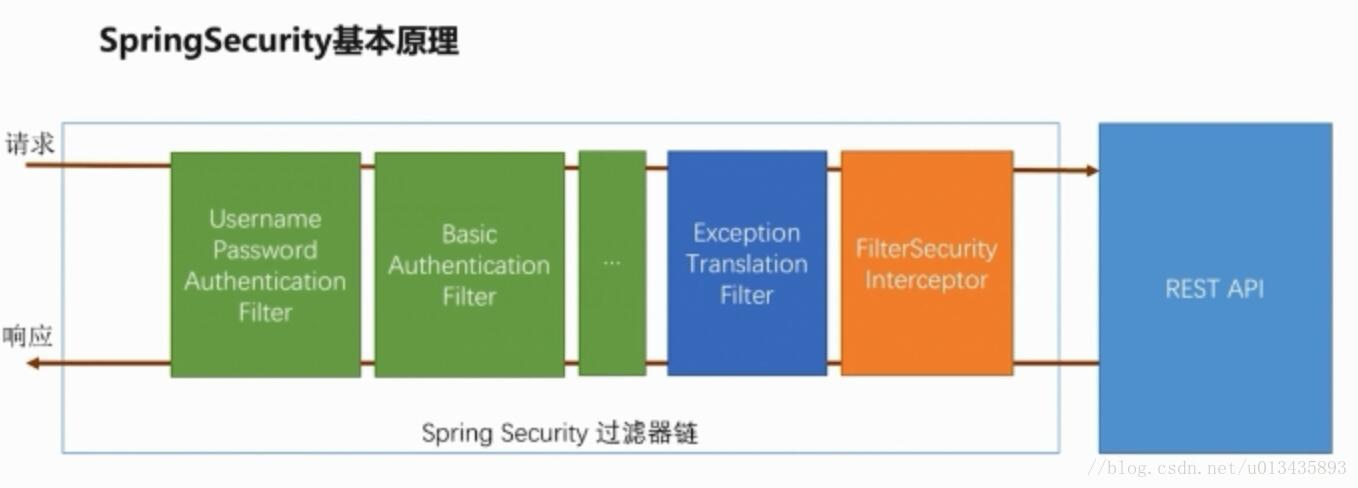 SpringSecurity基本原理
请求
Username
Password
Authentication
Filter
Basic
Authentication
Filter
...
Exception
Translation
Filter
FilterSecurity
Interceptor
REST API
响应
Spring Security 过滤器链
//blog.csdn.net/u013435893